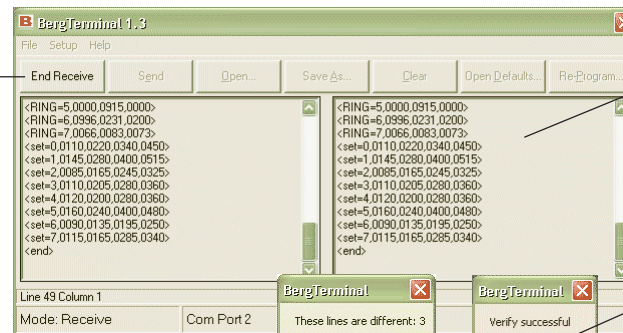 BergTerminal 1.3
File Setup Help
End Receive Send Open... Save As... Clear Open Defaults... Re-Program...
<RING=5,0000,0915,0000>
<RING=6,0996,0231,0200>
<RING=7,0066,0083,0073>
<set=0,0110,0220,0340,0450>
<set=1,0145,0280,0400,0515>
<set=2,0085,0165,0245,0325>
<set=3,0110,0205,0280,0360>
<set=4,0120,0200,0280,0360>
<set=5,0160,0240,0400,0480>
<set=6,0090,0135,0195,0250>
<set=7,0115,0165,0285,0340>
<end>
<RING=5,0000,0915,0000>
<RING=6,0996,0231,0200>
<RING=7,0066,0083,0073>
<set=0,0110,0220,0340,0450>
<set=1,0145,0280,0400,0515>
<set=2,0085,0165,0245,0325>
<set=3,0110,0205,0280,0360>
<set=4,0120,0200,0280,0360>
<set=5,0160,0240,0400,0480>
<set=6,0090,0135,0195,0250>
<set=7,0115,0165,0285,0340>
<end>
Line 49 Column 1
Mode: Receive Com Port 2
BergTerminal
These lines are different: 3
BergTerminal
Verify successful